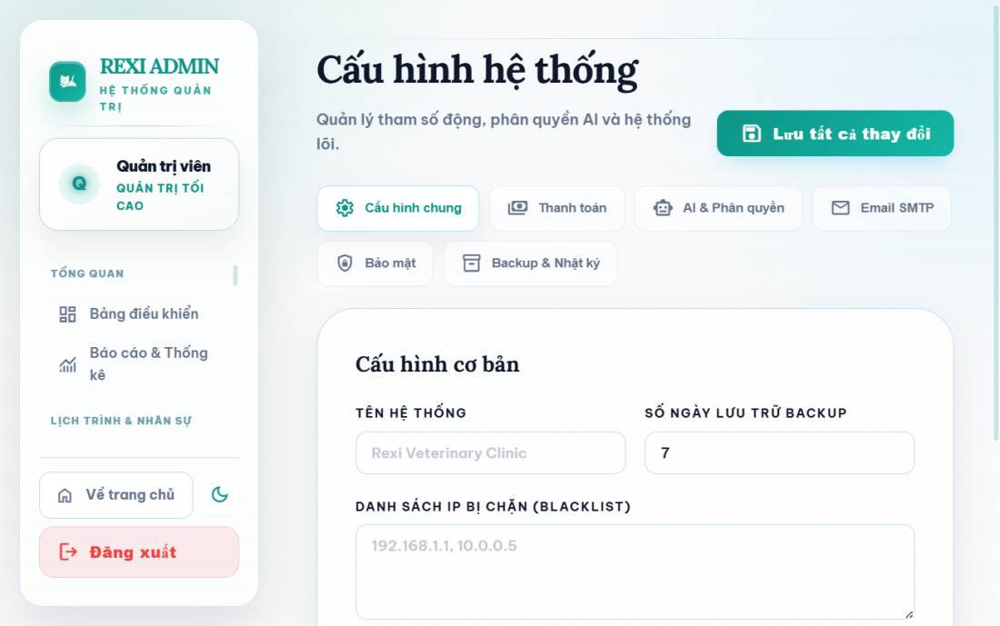 REXI ADMIN
HỆ THỐNG QUẢN
TRỊ
Quản trị viên
Q
QUẢN TRỊ TỐI
CAO
TỔNG QUAN
Bảng điều khiển
Báo cáo & Thống
kê
LỊCH TRÌNH & NHÂN SỰ
Về trang chủ
Đăng xuất
Cấu hình hệ thống
Quản lý tham số động, phân quyền AI và hệ thống
lõi.
Lưu tất cả thay đổi
Cấu hình chung
Thanh toán
AI & Phân quyền
Email SMTP
Bảo mật
Backup & Nhật ký
Cấu hình cơ bản
TÊN HỆ THỐNG
SỐ NGÀY LƯU TRỮ BACKUP
Rexi Veterinary Clinic
7
DANH SÁCH IP BỊ CHẶN (BLACKLIST)
192.168.1.1, 10.0.0.5